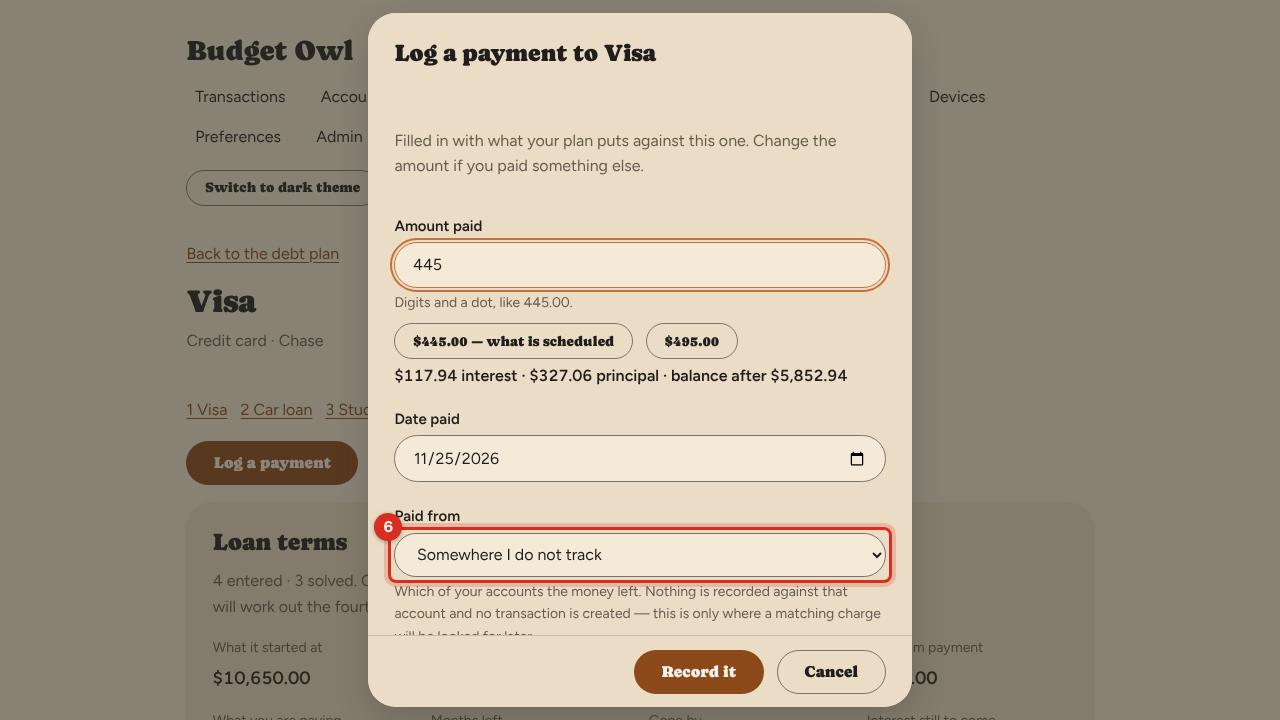 Budget Owl
Transactions Devices
Preferences Admin
Switch to dark theme
Back to the debt plan
Visa
Credit card · Chase
1 Visa 2 Car loan
Log a payment
Loan terms
4 entered · 3 solved.
will work out the
What it started at
$10,650.00
Log a payment to Visa
Filled in with what your plan puts against this one. Change the
amount if you paid something else.
Amount paid
445
Digits and a dot, like 445.00.
$445.00 — what is scheduled $495.00
$117.94 interest · $327.06 principal · balance after $5,852.94
Date paid
11/25/2026
Paid from
6
Somewhere I do not track
Which of your accounts the money left. Nothing is recorded against that
account and no transaction is created — this is only where a matching charge
Record it Cancel
payment